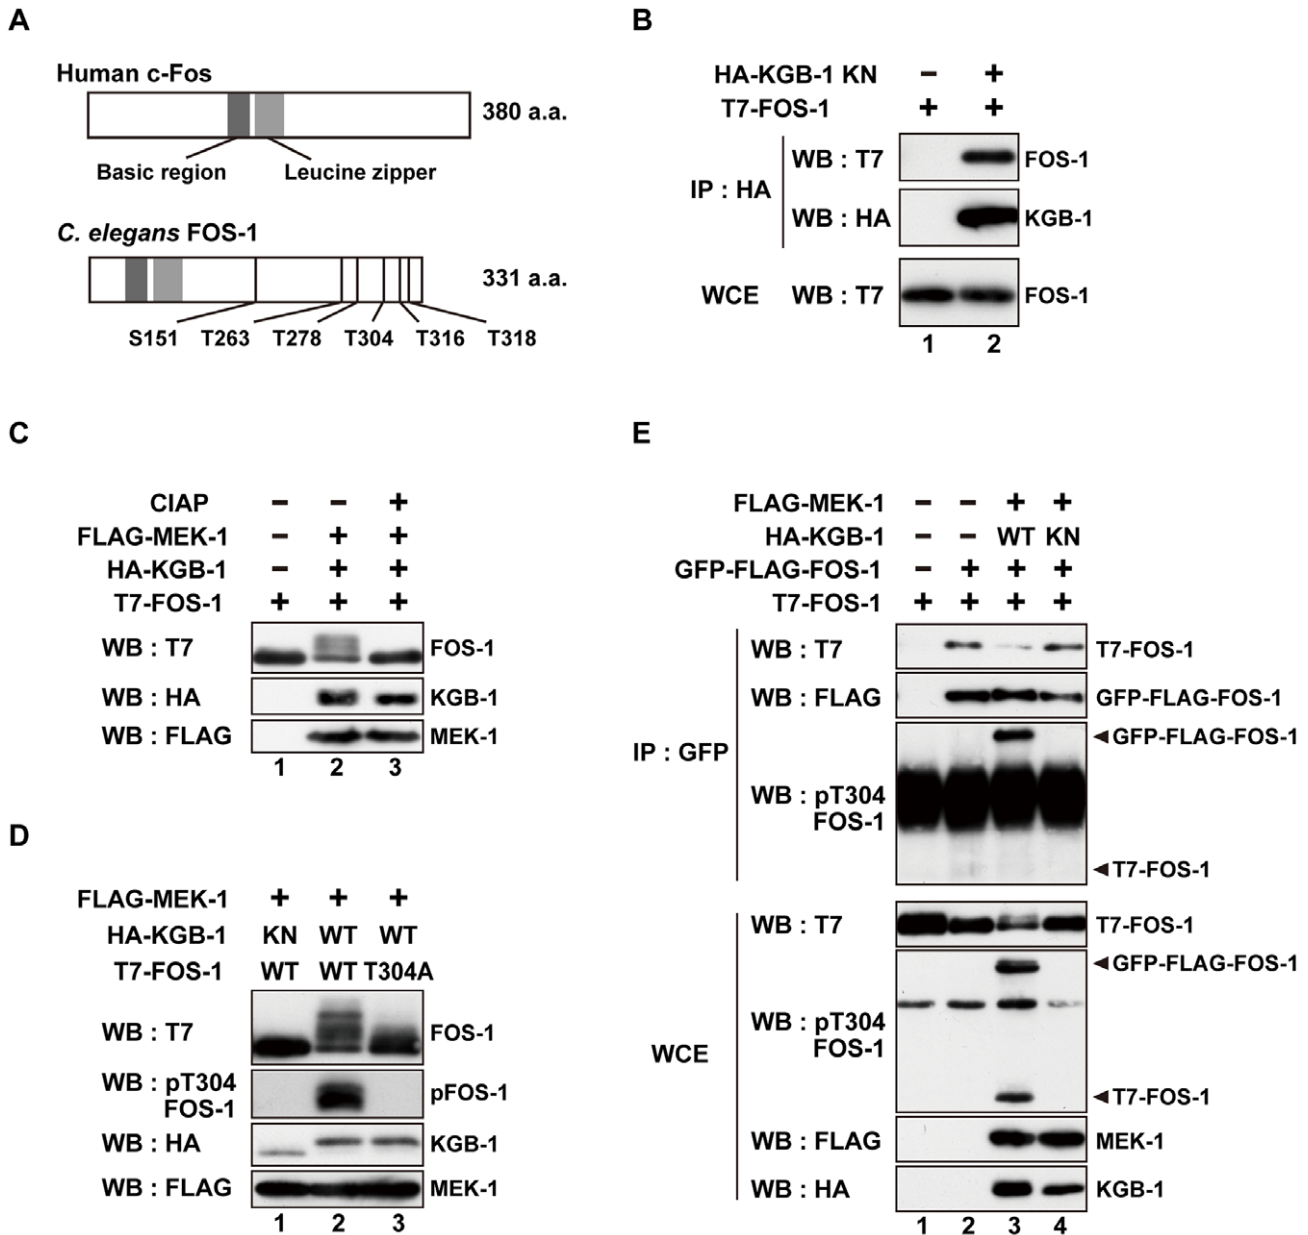 A
Human c-Fos
380 a.a.
Basic region Leucine zipper
C. elegans FOS-1
331 a.a.
S151 T263 T278 T304 T316 T318
B
HA-KGB-1 KN − +
T7-FOS-1 + +
IP : HA
WB : T7 FOS-1
WB : HA KGB-1
WCE WB : T7 FOS-1
1 2
C
CIAP − − +
FLAG-MEK-1 − + +
HA-KGB-1 − + +
T7-FOS-1 + + +
WB : T7 FOS-1
WB : HA KGB-1
WB : FLAG MEK-1
1 2 3
D
FLAG-MEK-1 + + +
HA-KGB-1 KN WT WT
T7-FOS-1 WT WT T304A
WB : T7 FOS-1
WB : pT304
FOS-1
pFOS-1
WB : HA KGB-1
WB : FLAG MEK-1
1 2 3
E
FLAG-MEK-1 − − + +
HA-KGB-1 − − WT KN
GFP-FLAG-FOS-1 − + + +
T7-FOS-1 + + + +
IP : GFP
WB : T7 T7-FOS-1
WB : FLAG GFP-FLAG-FOS-1
GFP-FLAG-FOS-1
WB : pT304
FOS-1
T7-FOS-1
WCE
WB : T7 T7-FOS-1
GFP-FLAG-FOS-1
WB : pT304
FOS-1
T7-FOS-1
WB : FLAG MEK-1
WB : HA KGB-1
1 2 3 4